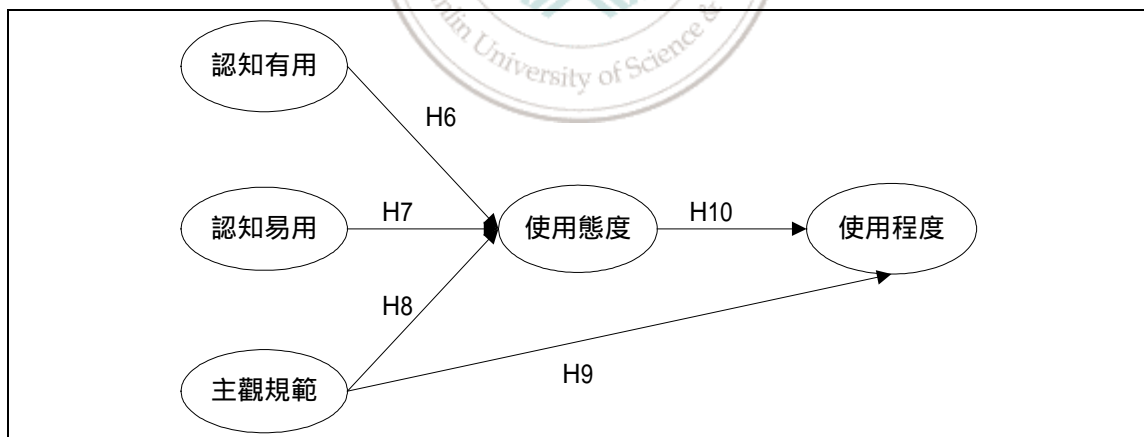 University of Science &
認知有用
H6
認知易用
H7
使用態度
H10
使用程度
H8
主觀規範
H9